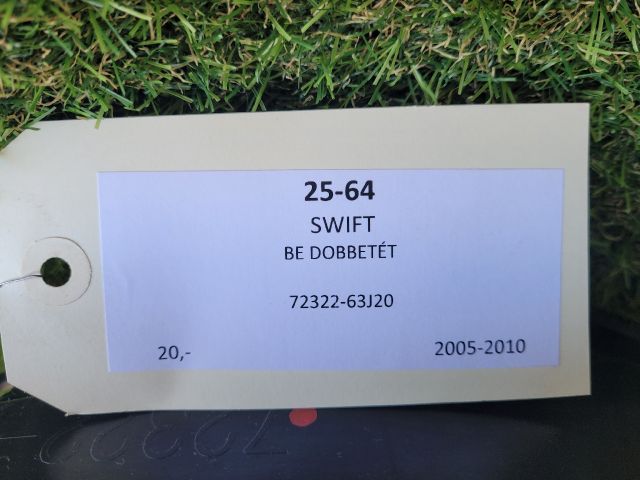 25-64
SWIFT
BE DOBBETÉT
72322-63J20
20,-
2005-2010